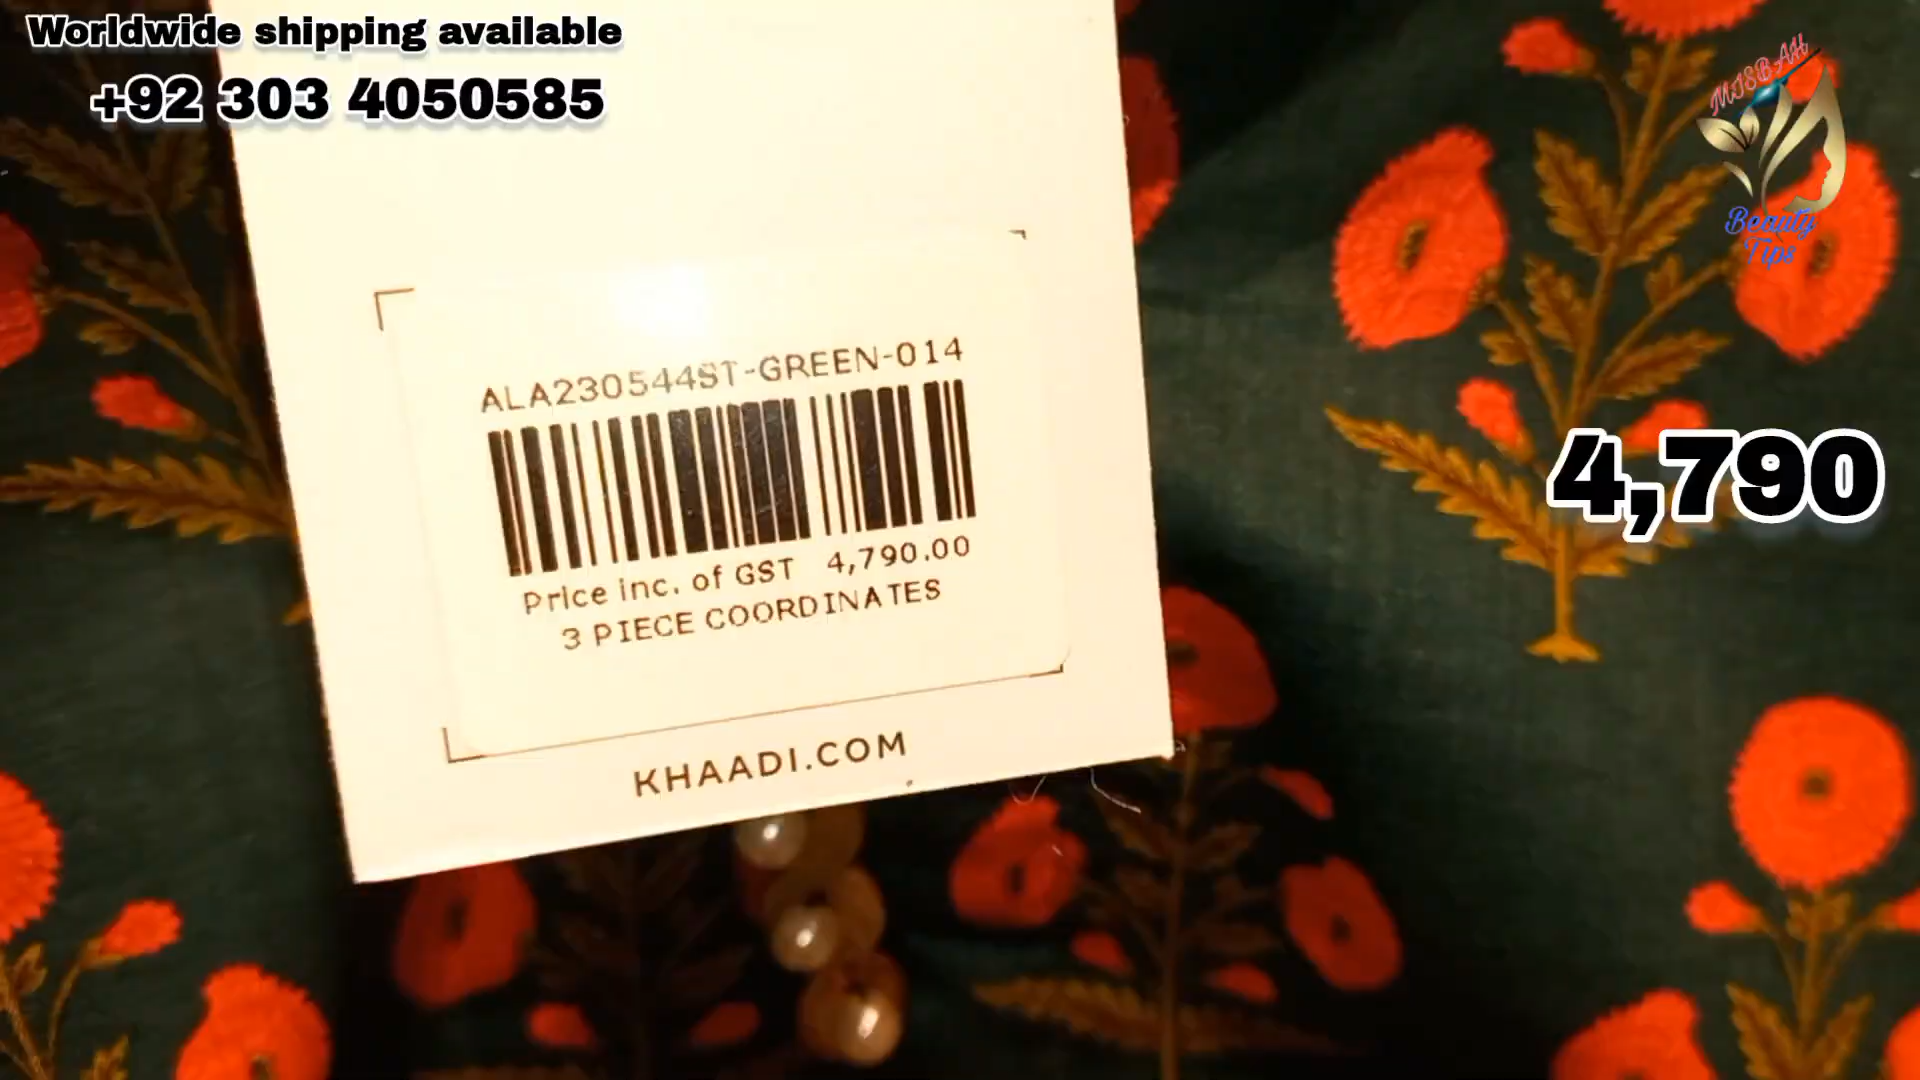 Worldwide shipping available
+92 303 4050585
MISBAH
Beauty
Tips
ALA230544ST-GREEN-014
4,790
Price inc. of GST 4,790.00
3 PIECE COORDINATES
KHAADI.COM